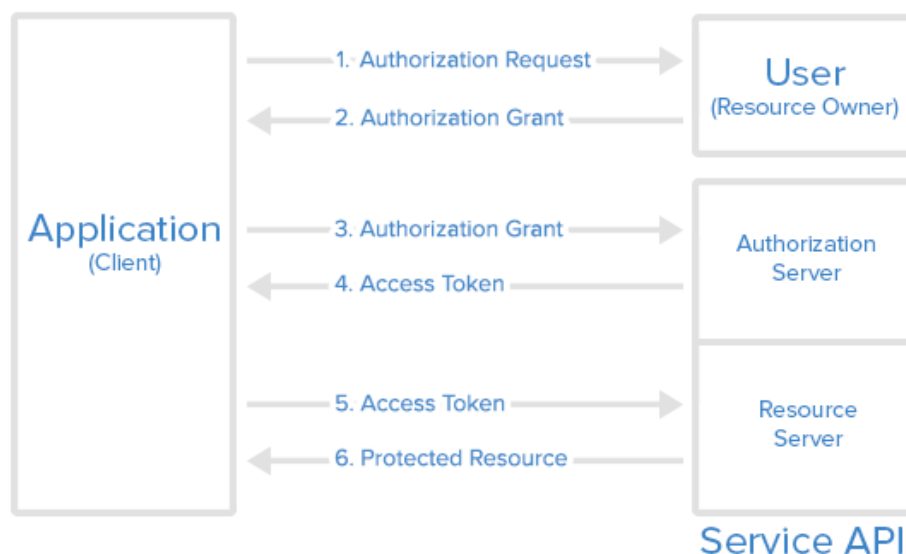 1. Authorization Request
User
(Resource Owner)
2. Authorization Grant
Application
(Client)
3. Authorization Grant
Authorization
Server
4. Access Token
5. Access Token
Resource
Server
6. Protected Resource
Service API